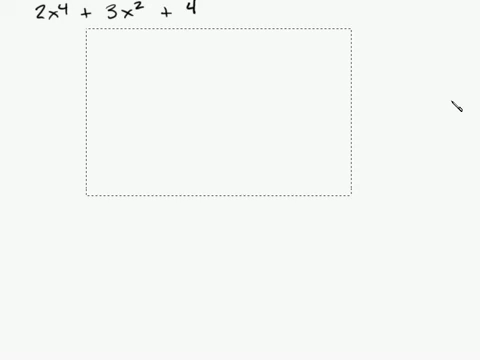 2x⁴ + 3x² + 4